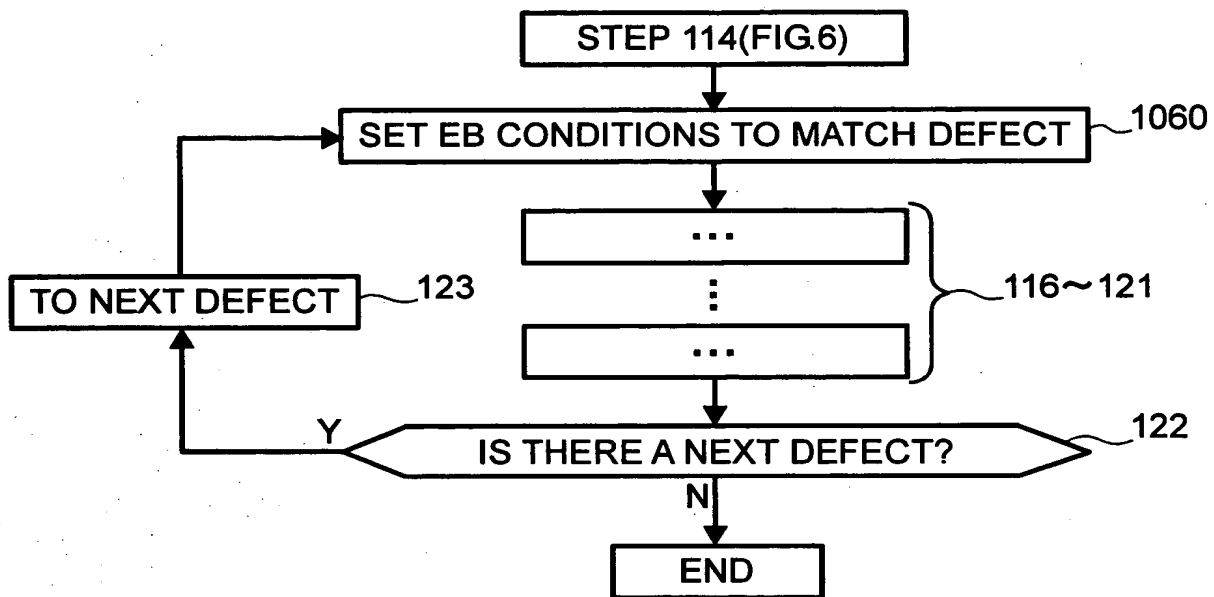 STEP 114(FIG.6)
SET EB CONDITIONS TO MATCH DEFECT
1060
...
⋮
TO NEXT DEFECT
123
116~121
...
Y
IS THERE A NEXT DEFECT?
122
N
END